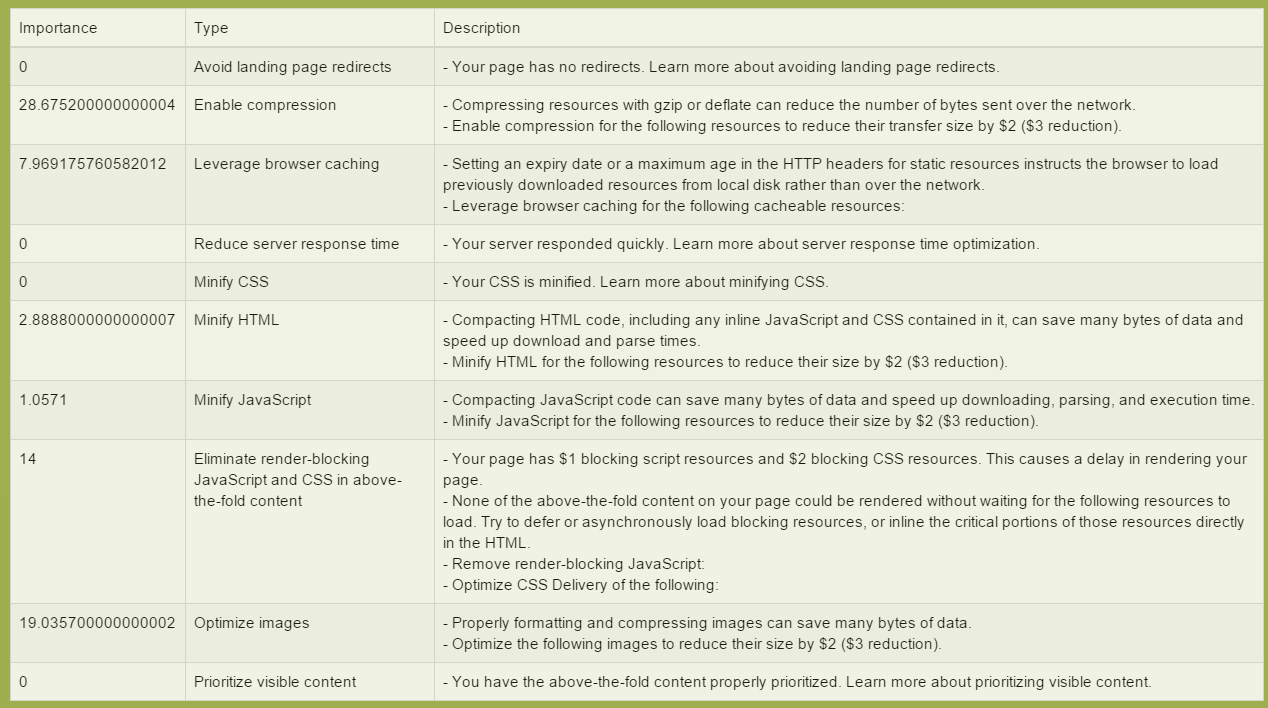 Importance Type Description
0 Avoid landing page redirects - Your page has no redirects. Learn more about avoiding landing page redirects.
28.675200000000004 Enable compression - Compressing resources with gzip or deflate can reduce the number of bytes sent over the network.
- Enable compression for the following resources to reduce their transfer size by $2 ($3 reduction).
7.969175760582012 Leverage browser caching - Setting an expiry date or a maximum age in the HTTP headers for static resources instructs the browser to load
previously downloaded resources from local disk rather than over the network.
- Leverage browser caching for the following cacheable resources:
0 Reduce server response time - Your server responded quickly. Learn more about server response time optimization.
0 Minify CSS - Your CSS is minified. Learn more about minifying CSS.
2.8888000000000007 Minify HTML - Compacting HTML code, including any inline JavaScript and CSS contained in it, can save many bytes of data and
speed up download and parse times.
- Minify HTML for the following resources to reduce their size by $2 ($3 reduction).
1.0571 Minify JavaScript - Compacting JavaScript code can save many bytes of data and speed up downloading, parsing, and execution time.
- Minify JavaScript for the following resources to reduce their size by $2 ($3 reduction).
14 Eliminate render-blocking - Your page has $1 blocking script resources and $2 blocking CSS resources. This causes a delay in rendering your
JavaScript and CSS in above- page.
the-fold content - None of the above-the-fold content on your page could be rendered without waiting for the following resources to
load. Try to defer or asynchronously load blocking resources, or inline the critical portions of those resources directly
in the HTML.
- Remove render-blocking JavaScript:
- Optimize CSS Delivery of the following:
19.035700000000002 Optimize images - Properly formatting and compressing images can save many bytes of data.
- Optimize the following images to reduce their size by $2 ($3 reduction).
0 Prioritize visible content - You have the above-the-fold content properly prioritized. Learn more about prioritizing visible content.